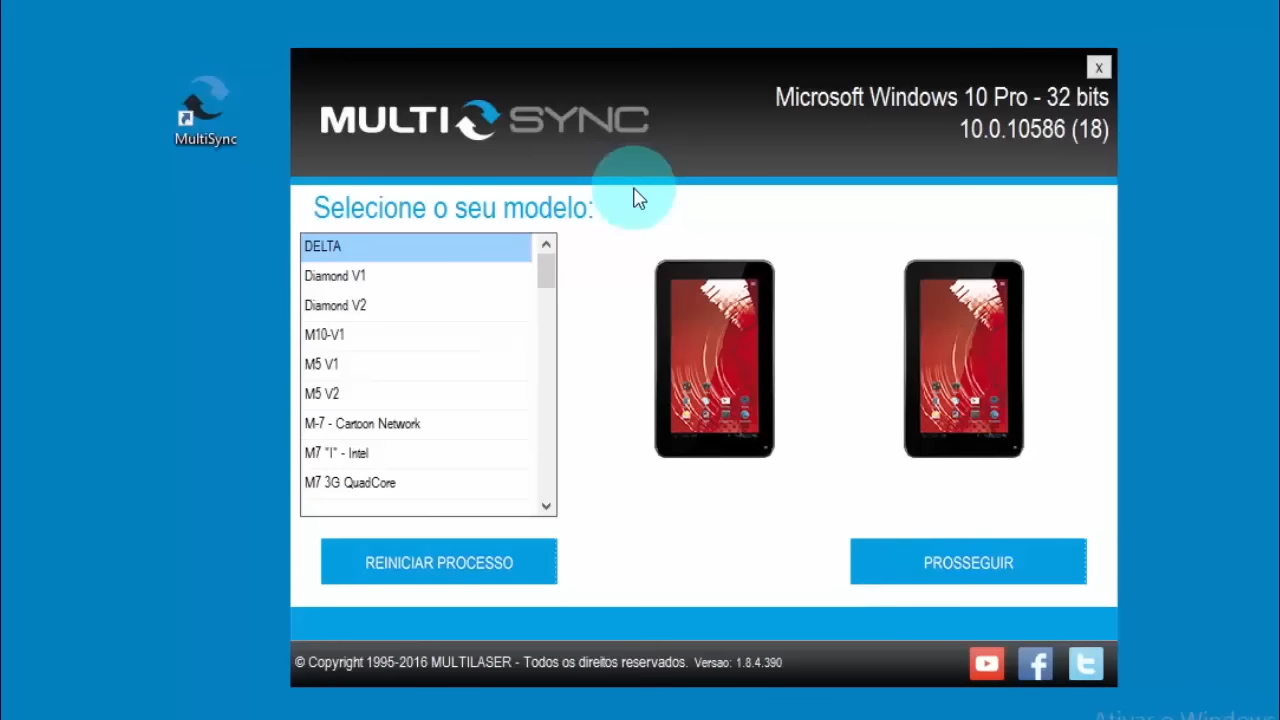 MultiSync
X
MULTI SYNC
Microsoft Windows 10 Pro - 32 bits
10.0.10586 (18)
Selecione o seu modelo:
DELTA
Diamond V1
Diamond V2
M10-V1
M5 V1
M5 V2
M-7 - Cartoon Network
M7 "I" - Intel
M7 3G QuadCore
REINICIAR PROCESSO
PROSSEGUIR
© Copyright 1995-2016 MULTILASER - Todos os direitos reservados. Versao: 1.8.4.390
Ativar o Windows